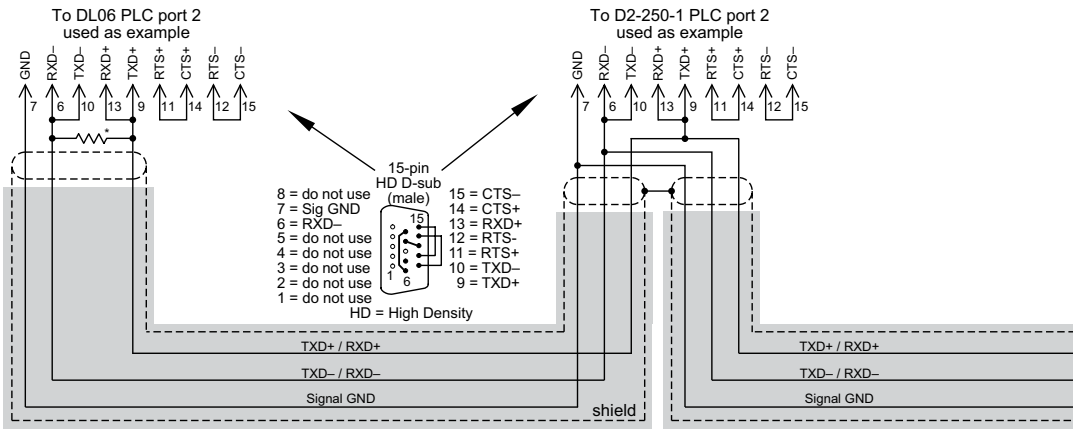 To DL06 PLC port 2
used as example
GND RXD– TXD– RXD+ TXD+ RTS+ CTS+ RTS– CTS–
7 6 10 13 9 11 14 12 15
*
To D2-250-1 PLC port 2
used as example
GND RXD– TXD– RXD+ TXD+ RTS+ CTS+ RTS– CTS–
7 6 10 13 9 11 14 12 15
15-pin
HD D-sub
(male)
8 = do not use
7 = Sig GND
6 = RXD–
5 = do not use
4 = do not use
3 = do not use
2 = do not use
1 = do not use
15
1
6
15 = CTS–
14 = CTS+
13 = RXD+
12 = RTS-
11 = RTS+
10 = TXD–
9 = TXD+
HD = High Density
TXD+ / RXD+
TXD– / RXD–
Signal GND
shield
TXD+ / RXD+
TXD– / RXD–
Signal GND